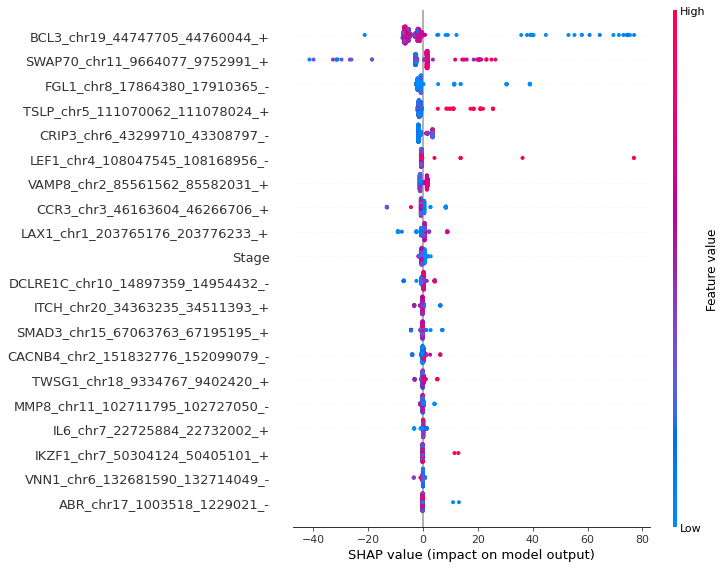 High
BCL3_chr19_44747705_44760044_+
SWAP70_chr11_9664077_9752991_+
FGL1_chr8_17864380_17910365_-
TSLP_chr5_111070062_111078024_+
CRIP3_chr6_43299710_43308797_-
LEF1_chr4_108047545_108168956_-
VAMP8_chr2_85561562_85582031_+
CCR3_chr3_46163604_46266706_+
LAX1_chr1_203765176_203776233_+
Stage
DCLRE1C_chr10_14897359_14954432_-
ITCH_chr20_34363235_34511393_+
SMAD3_chr15_67063763_67195195_+
CACNB4_chr2_151832776_152099079_-
TWSG1_chr18_9334767_9402420_+
MMP8_chr11_102711795_102727050_-
IL6_chr7_22725884_22732002_+
IKZF1_chr7_50304124_50405101_+
VNN1_chr6_132681590_132714049_-
ABR_chr17_1003518_1229021_-
Feature value
Low
−40 −20 0 20 40 60 80
SHAP value (impact on model output)